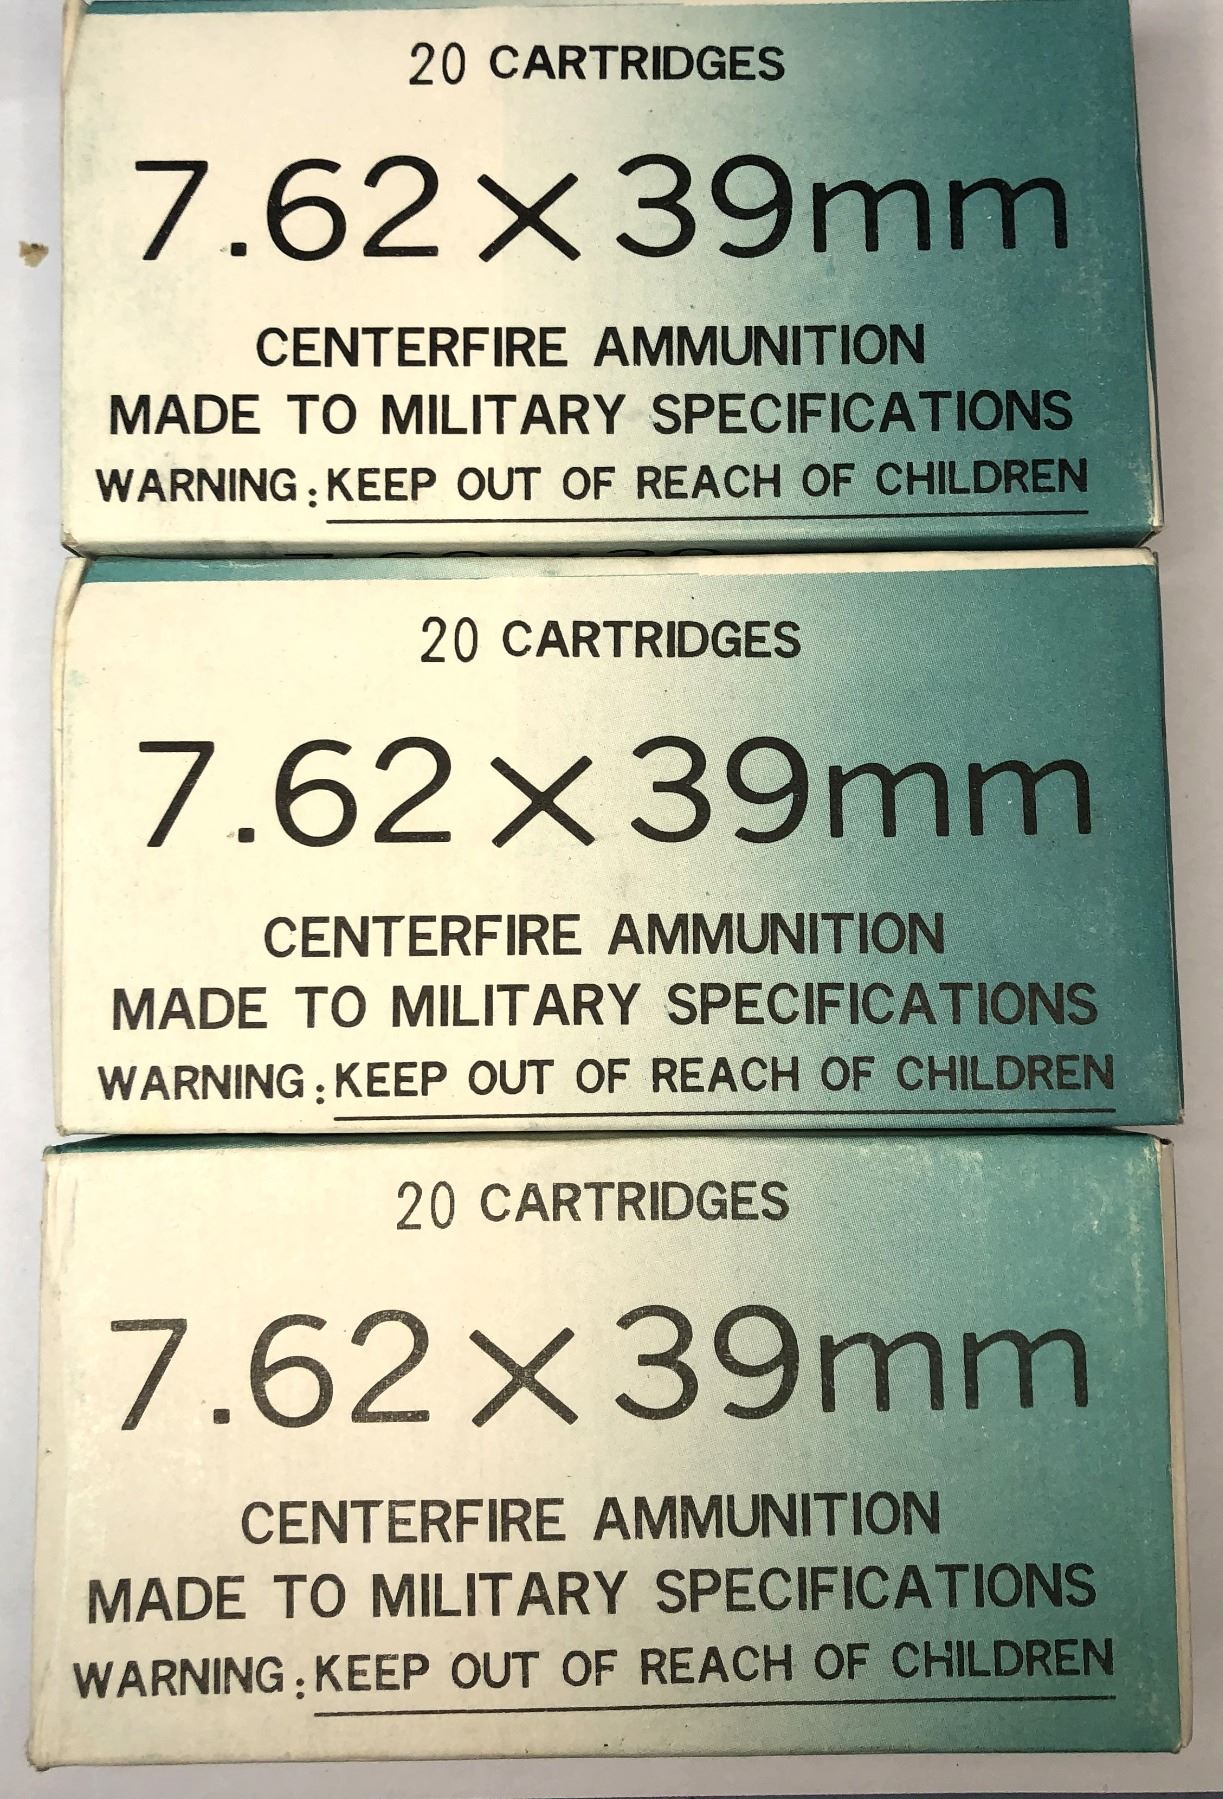 20 CARTRIDGES
7.62×39mm
CENTERFIRE AMMUNITION
MADE TO MILITARY SPECIFICATIONS
WARNING: KEEP OUT OF REACH OF CHILDREN
20 CARTRIDGES
7.62×39mm
CENTERFIRE AMMUNITION
MADE TO MILITARY SPECIFICATIONS
WARNING: KEEP OUT OF REACH OF CHILDREN
20 CARTRIDGES
7.62×39mm
CENTERFIRE AMMUNITION
MADE TO MILITARY SPECIFICATIONS
WARNING: KEEP OUT OF REACH OF CHILDREN